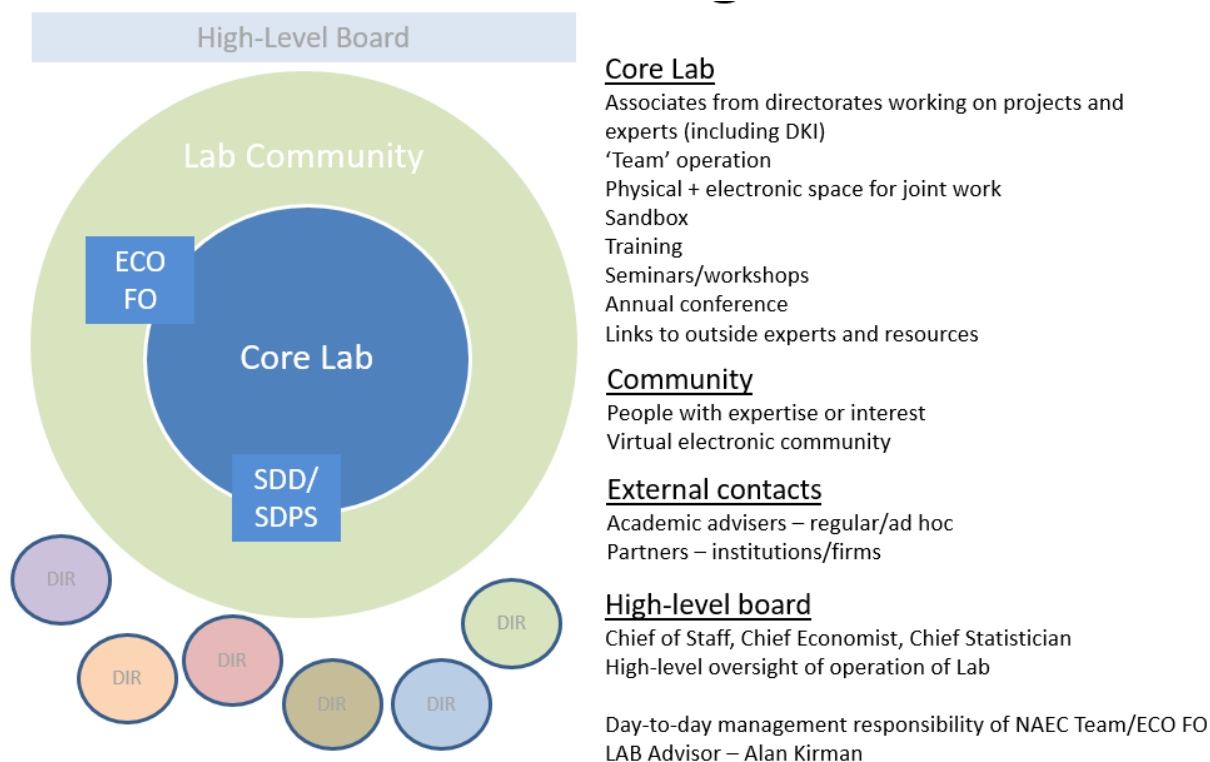 High-Level Board
Lab Community
ECO
FO
Core Lab
SDD/
SDPS
DIR
DIR
DIR
DIR
DIR
DIR
Core Lab
Associates from directorates working on projects and
experts (including DKI)
‘Team’ operation
Physical + electronic space for joint work
Sandbox
Training
Seminars/workshops
Annual conference
Links to outside experts and resources
Community
People with expertise or interest
Virtual electronic community
External contacts
Academic advisers – regular/ad hoc
Partners – institutions/firms
High-level board
Chief of Staff, Chief Economist, Chief Statistician
High-level oversight of operation of Lab
Day-to-day management responsibility of NAEC Team/ECO FO
LAB Advisor – Alan Kirman